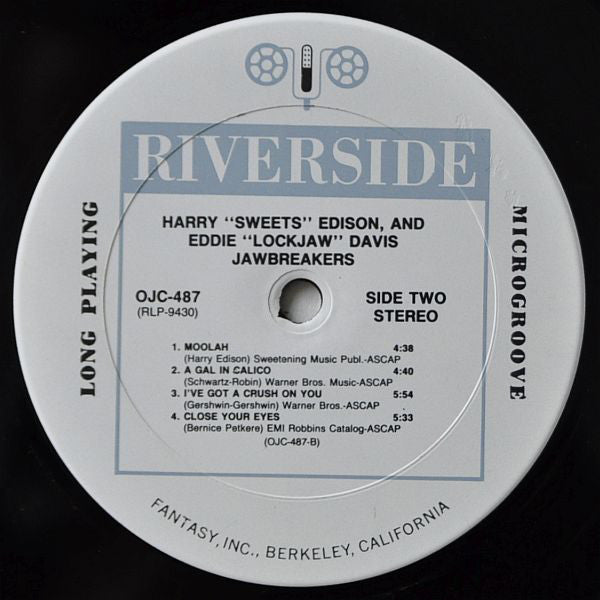 RIVERSIDE
HARRY "SWEETS" EDISON, AND
EDDIE "LOCKJAW" DAVIS
JAWBREAKERS
OJC-487
(RLP-9430)
SIDE TWO
STEREO
LONG PLAYING
MICROGROOVE
1. MOOLAH 4:38
(Harry Edison) Sweetening Music Publ.-ASCAP
2. A GAL IN CALICO 4:40
(Schwartz-Robin) Warner Bros. Music-ASCAP
3. I'VE GOT A CRUSH ON YOU 5:54
(Gershwin-Gershwin) Warner Bros.-ASCAP
4. CLOSE YOUR EYES 5:33
(Bernice Petkere) EMI Robbins Catalog-ASCAP
(OJC-487-B)
FANTASY, INC., BERKELEY, CALIFORNIA